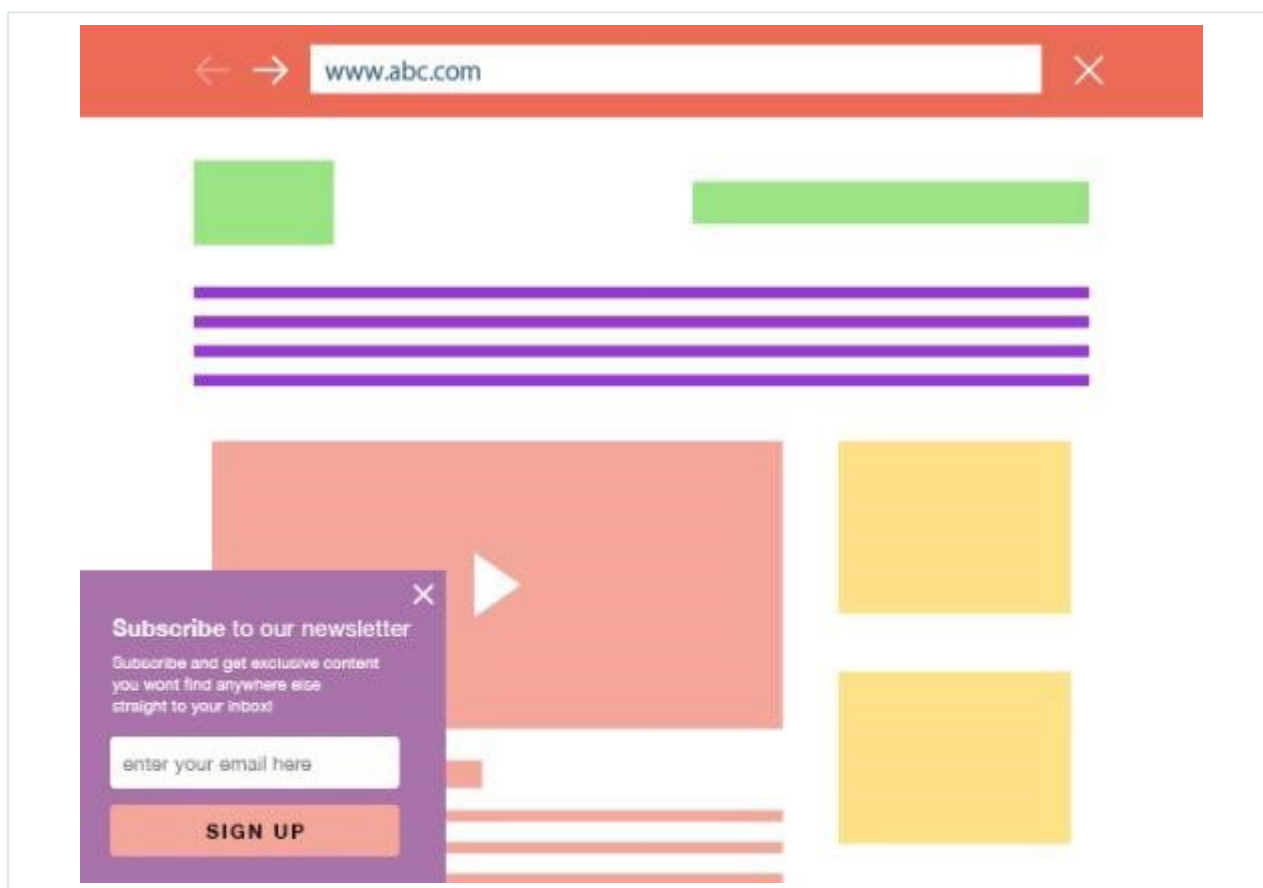 www.abc.com
Subscribe to our newsletter
Subscribe and get exclusive content
you wont find anywhere else
straight to your inbox!
enter your email here
SIGN UP